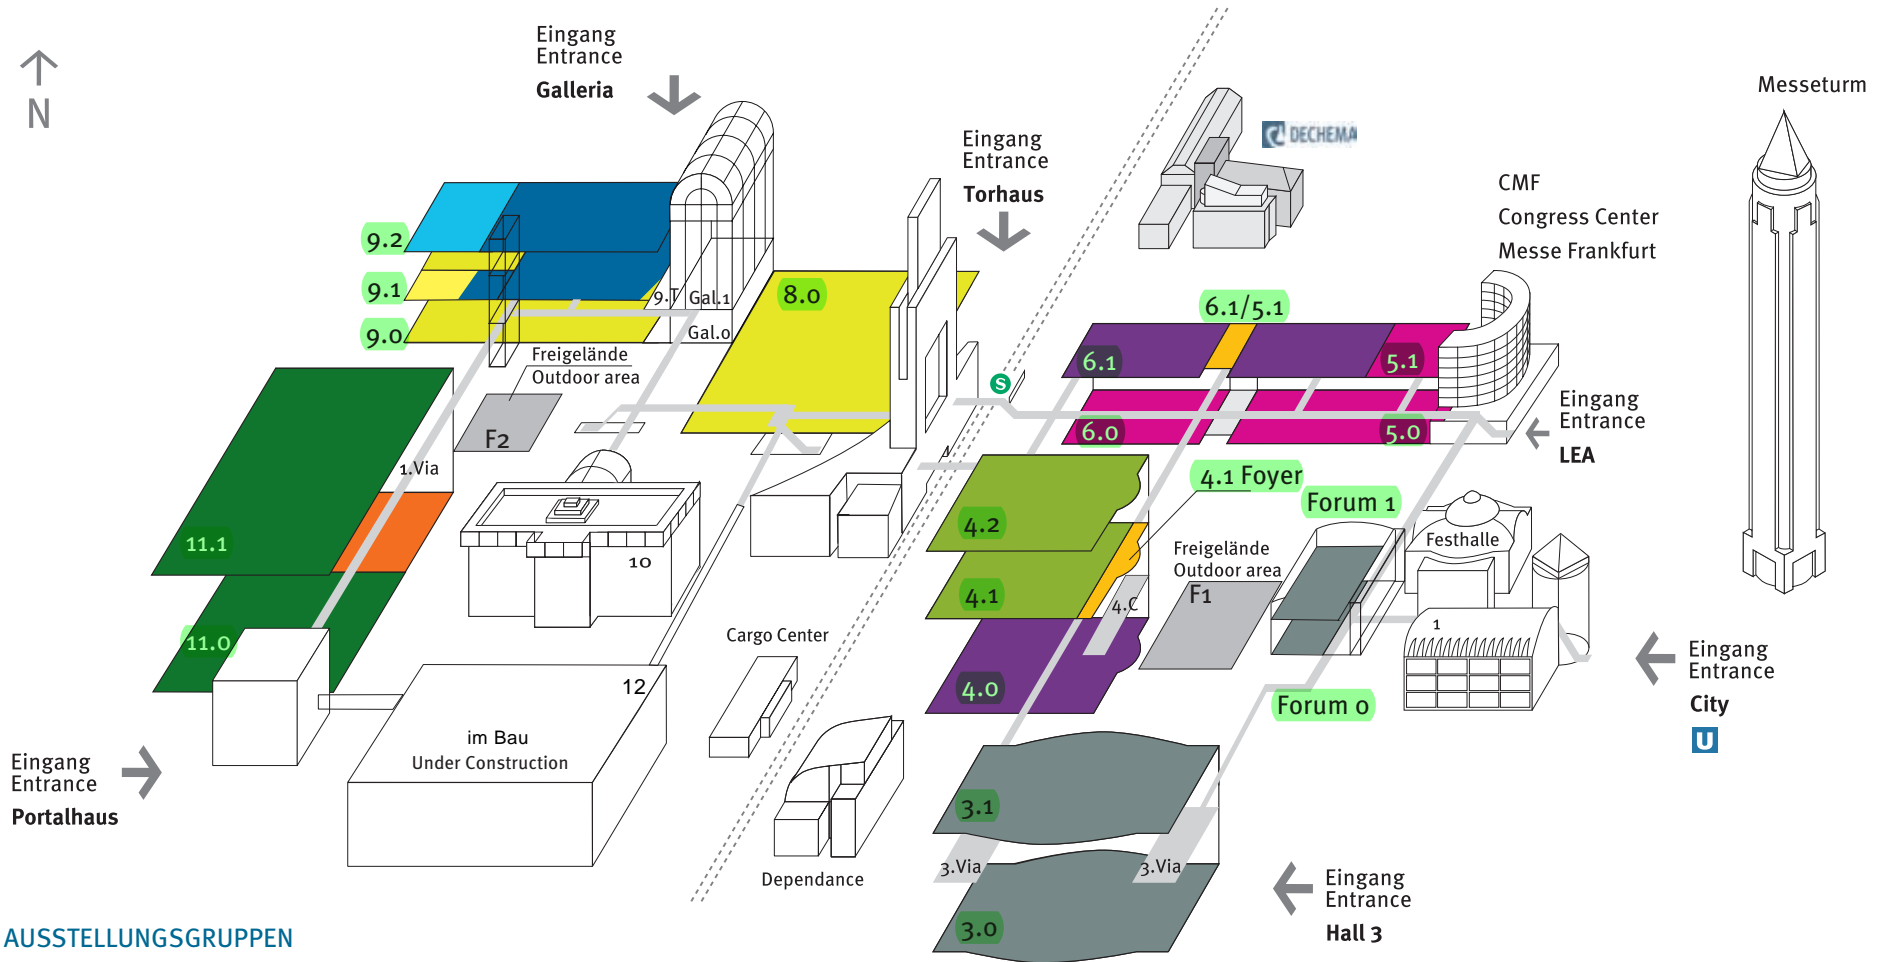 Eingang
Entrance
Galleria
N
Messeturm
DECHEMA
Eingang
Entrance
Torhaus
CMF
Congress Center
Messe Frankfurt
9.2
9.1
9.0
9.T
Gal.1
Gal.0
8.0
6.1/5.1
6.1
5.1
6.0
5.0
S
Freigelände
Outdoor area
F2
Eingang
Entrance
LEA
1.Via
4.1 Foyer
Forum 1
4.2
Festhalle
11.1
10
Freigelände
Outdoor area
F1
4.1
4.C
1
11.0
Cargo Center
4.0
Forum 0
12
im Bau
Under Construction
Eingang
Entrance
City
U
Eingang
Entrance
Portalhaus
3.1
3.Via
3.Via
Dependance
Eingang
Entrance
Hall 3
3.0
AUSSTELLUNGSGRUPPEN